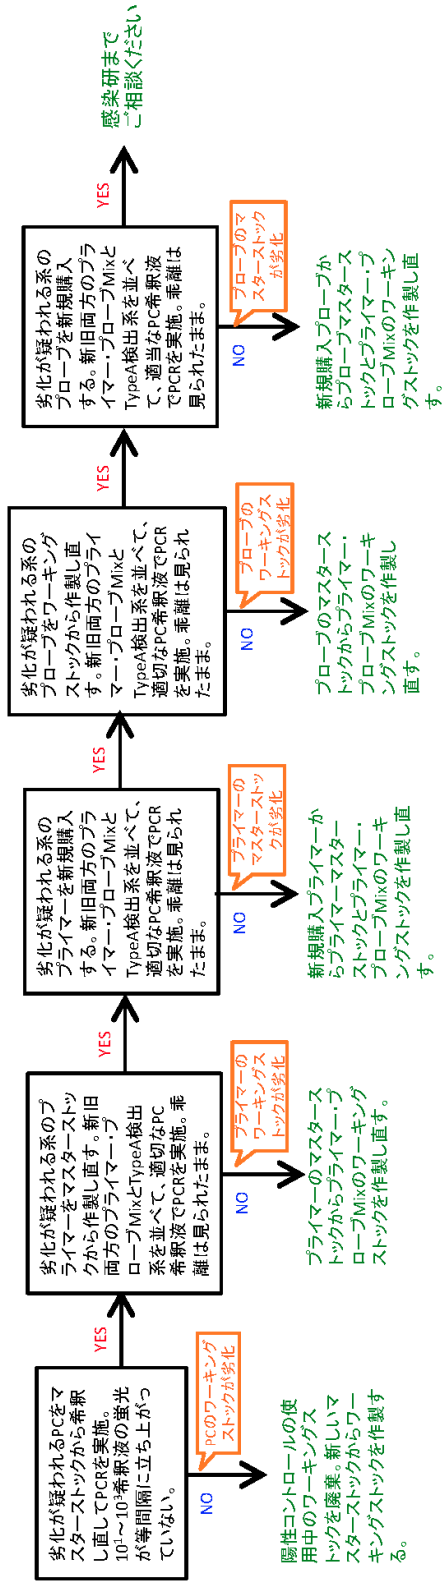 劣化が疑われるPCをマ
スターストックから希釈
し直してPCRを実施。
10¹～10³希釈液の蛍光
が等間隔に立ち上がっ
ていない。
YES
NO
PCのワーキング
ストックが劣化
陽性コントロールの使
用中のワーキングス
トックを廃棄。新しいマ
スターストックからワー
キングストックを作製す
る。
劣化が疑われる系のプ
ライマーをマスターストッ
クから作製し直す。新旧
両方のプライマー・プ
ローブMixとTypeA検出
系を並べて、適切なPC
希釈液でPCRを実施。乖
離は見られたまま。
YES
NO
プライマーの
ワーキングス
トックが劣化
プライマーのマスタース
トックからプライマー・プ
ローブMixのワーキング
ストックを作製し直す。
劣化が疑われる系の
プライマーを新規購入
する。新旧両方のプラ
イマー・プローブMixと
TypeA検出系を並べて、
適切なPC希釈液でPCR
を実施。乖離は見られ
たまま。
YES
NO
プライマーの
マスターストッ
クが劣化
新規購入プライマーか
らプライマーマスター
ストックとプライマー・
プローブMixのワーキ
ングストックを作製し直
す。
劣化が疑われる系の
プローブをワーキング
ストックから作製し直
す。新旧両方のプライ
マー・プローブMixと
TypeA検出系を並べて、
適切なPC希釈液でPCR
を実施。乖離は見られ
たまま。
YES
NO
プローブの
ワーキングス
トックが劣化
プローブのマスタース
トックからプライマー・
プローブMixのワーキ
ングストックを作製し
直す。
劣化が疑われる系の
プローブを新規購入
する。新旧両方のプラ
イマー・プローブMixと
TypeA検出系を並べ
て、適当なPC希釈液
でPCRを実施。乖離は
見られたまま。
YES
NO
プローブのマ
スターストック
が劣化
新規購入プローブか
らプローブマスタース
トックとプライマー・プ
ローブMixのワーキン
グストックを作製し直
す。
感染研まで
ご相談ください